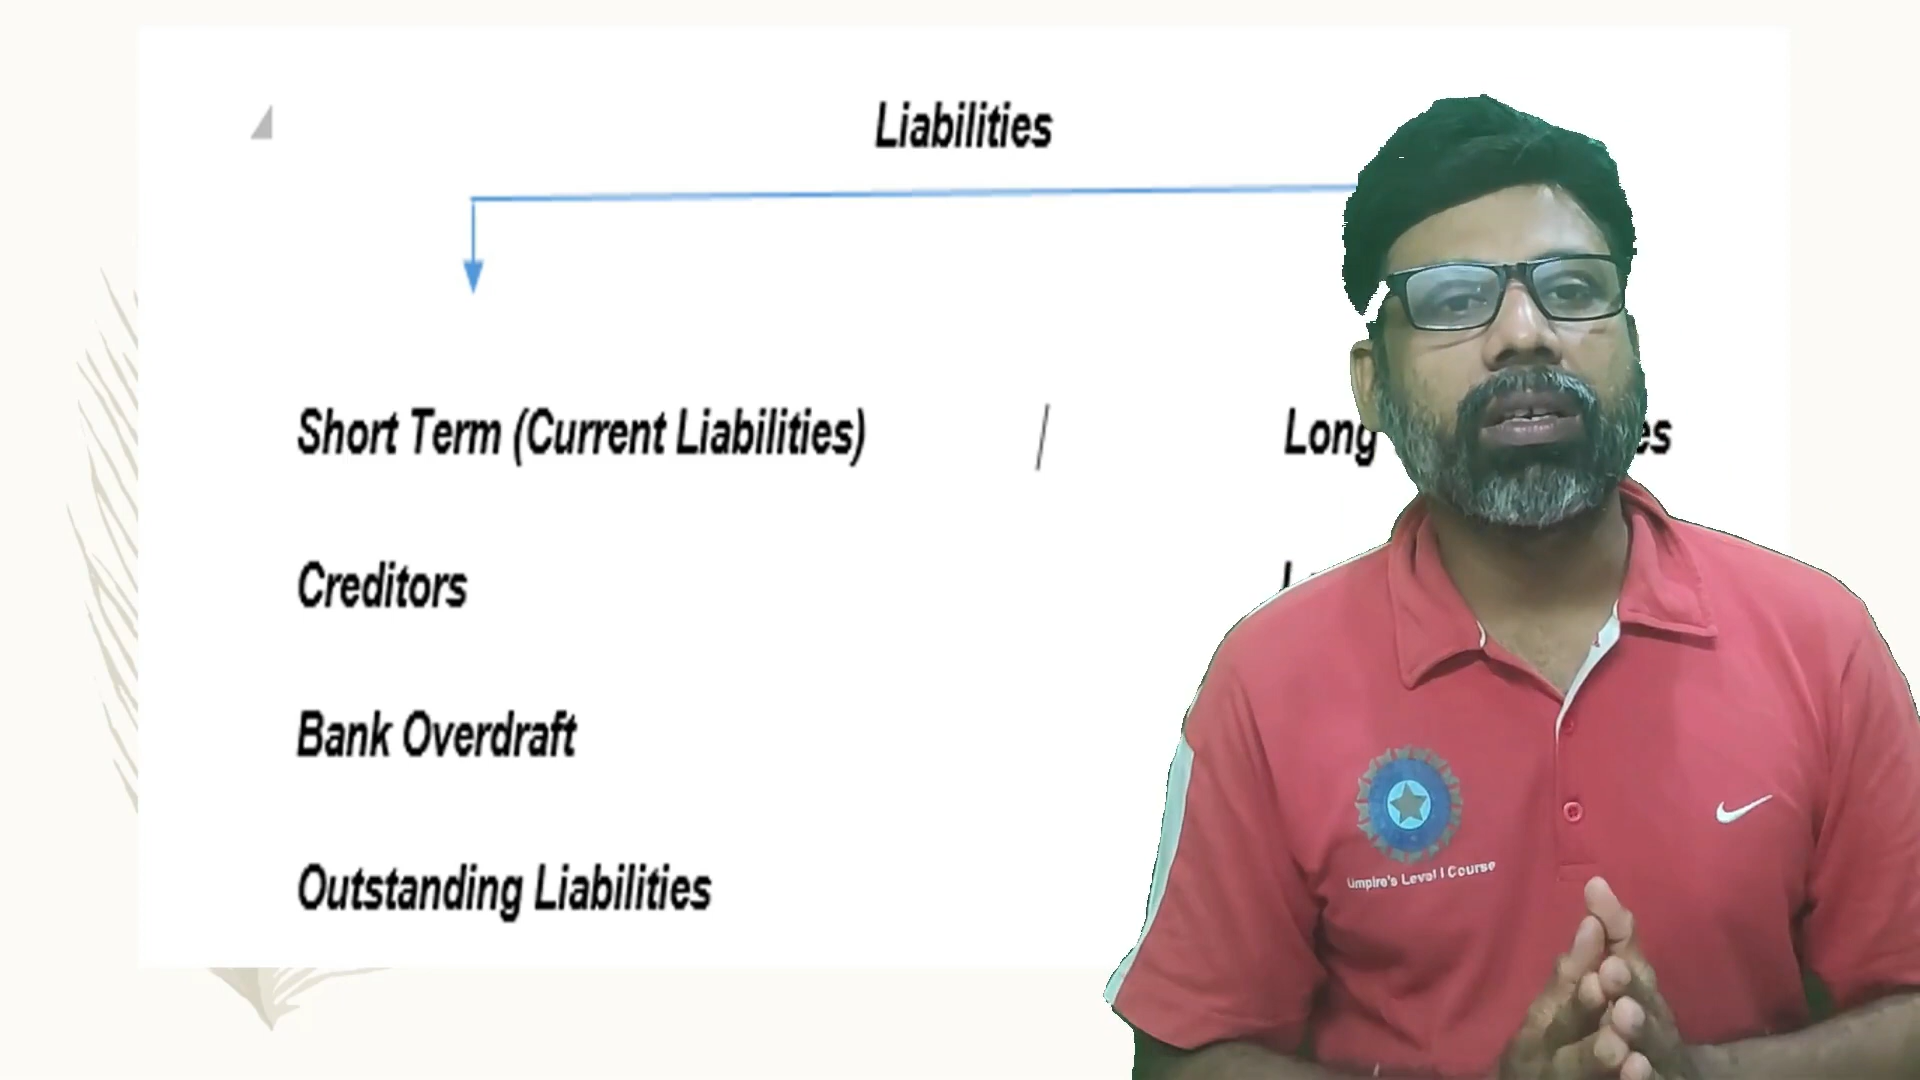 Liabilities
Short Term (Current Liabilities) / Long
Creditors
Bank Overdraft
Outstanding Liabilities
Umpire's Level I Course